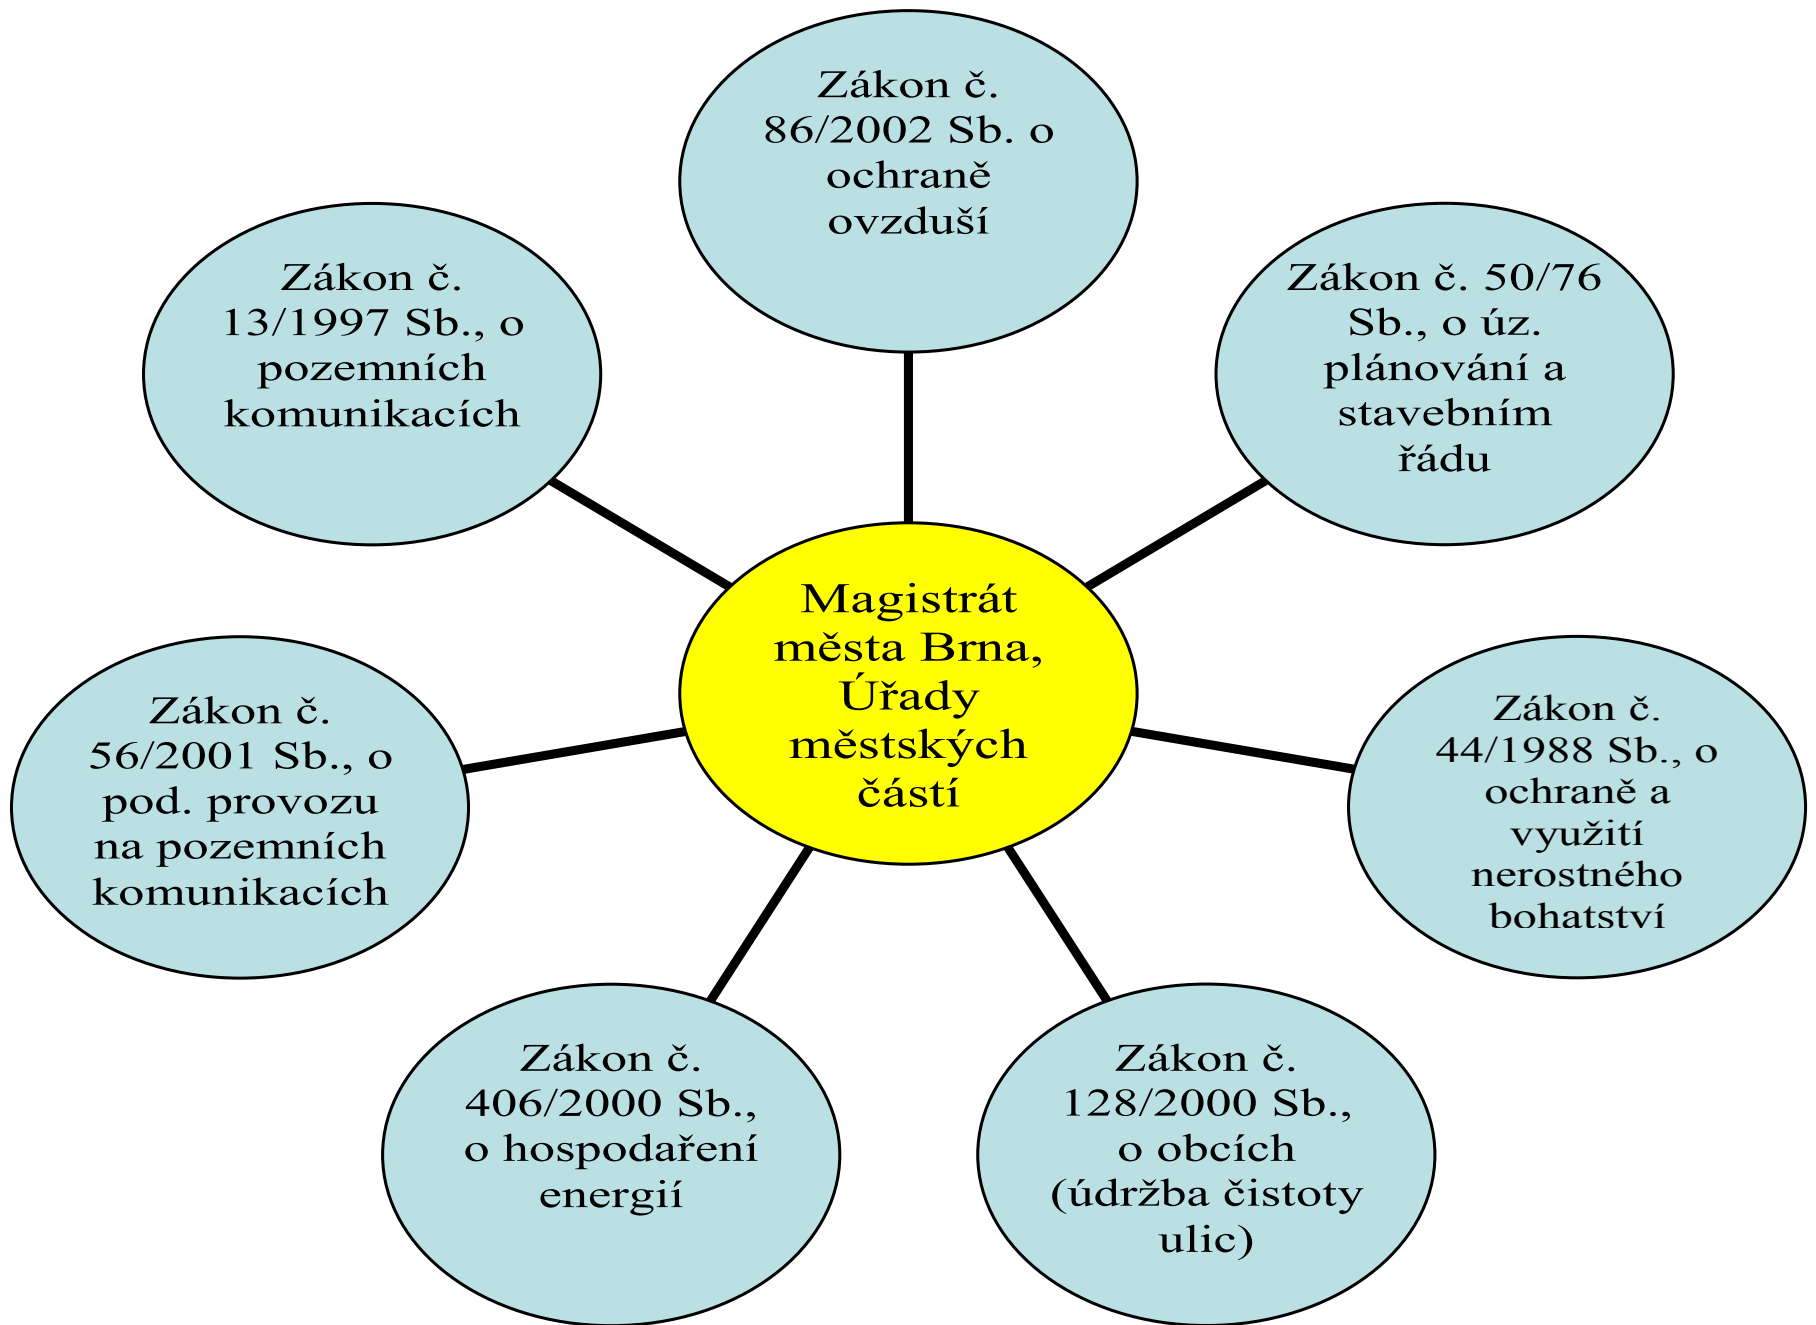 Zákon č.
86/2002 Sb. o
ochraně
ovzduší
Zákon č.
13/1997 Sb., o
pozemních
komunikacích
Zákon č. 50/76
Sb., o úz.
plánování a
stavebním
řádu
Magistrát
města Brna,
Úřady
městských
částí
Zákon č.
56/2001 Sb., o
pod. provozu
na pozemních
komunikacích
Zákon č.
44/1988 Sb., o
ochraně a
využití
nerostného
bohatství
Zákon č.
406/2000 Sb.,
o hospodaření
energií
Zákon č.
128/2000 Sb.,
o obcích
(údržba čistoty
ulic)